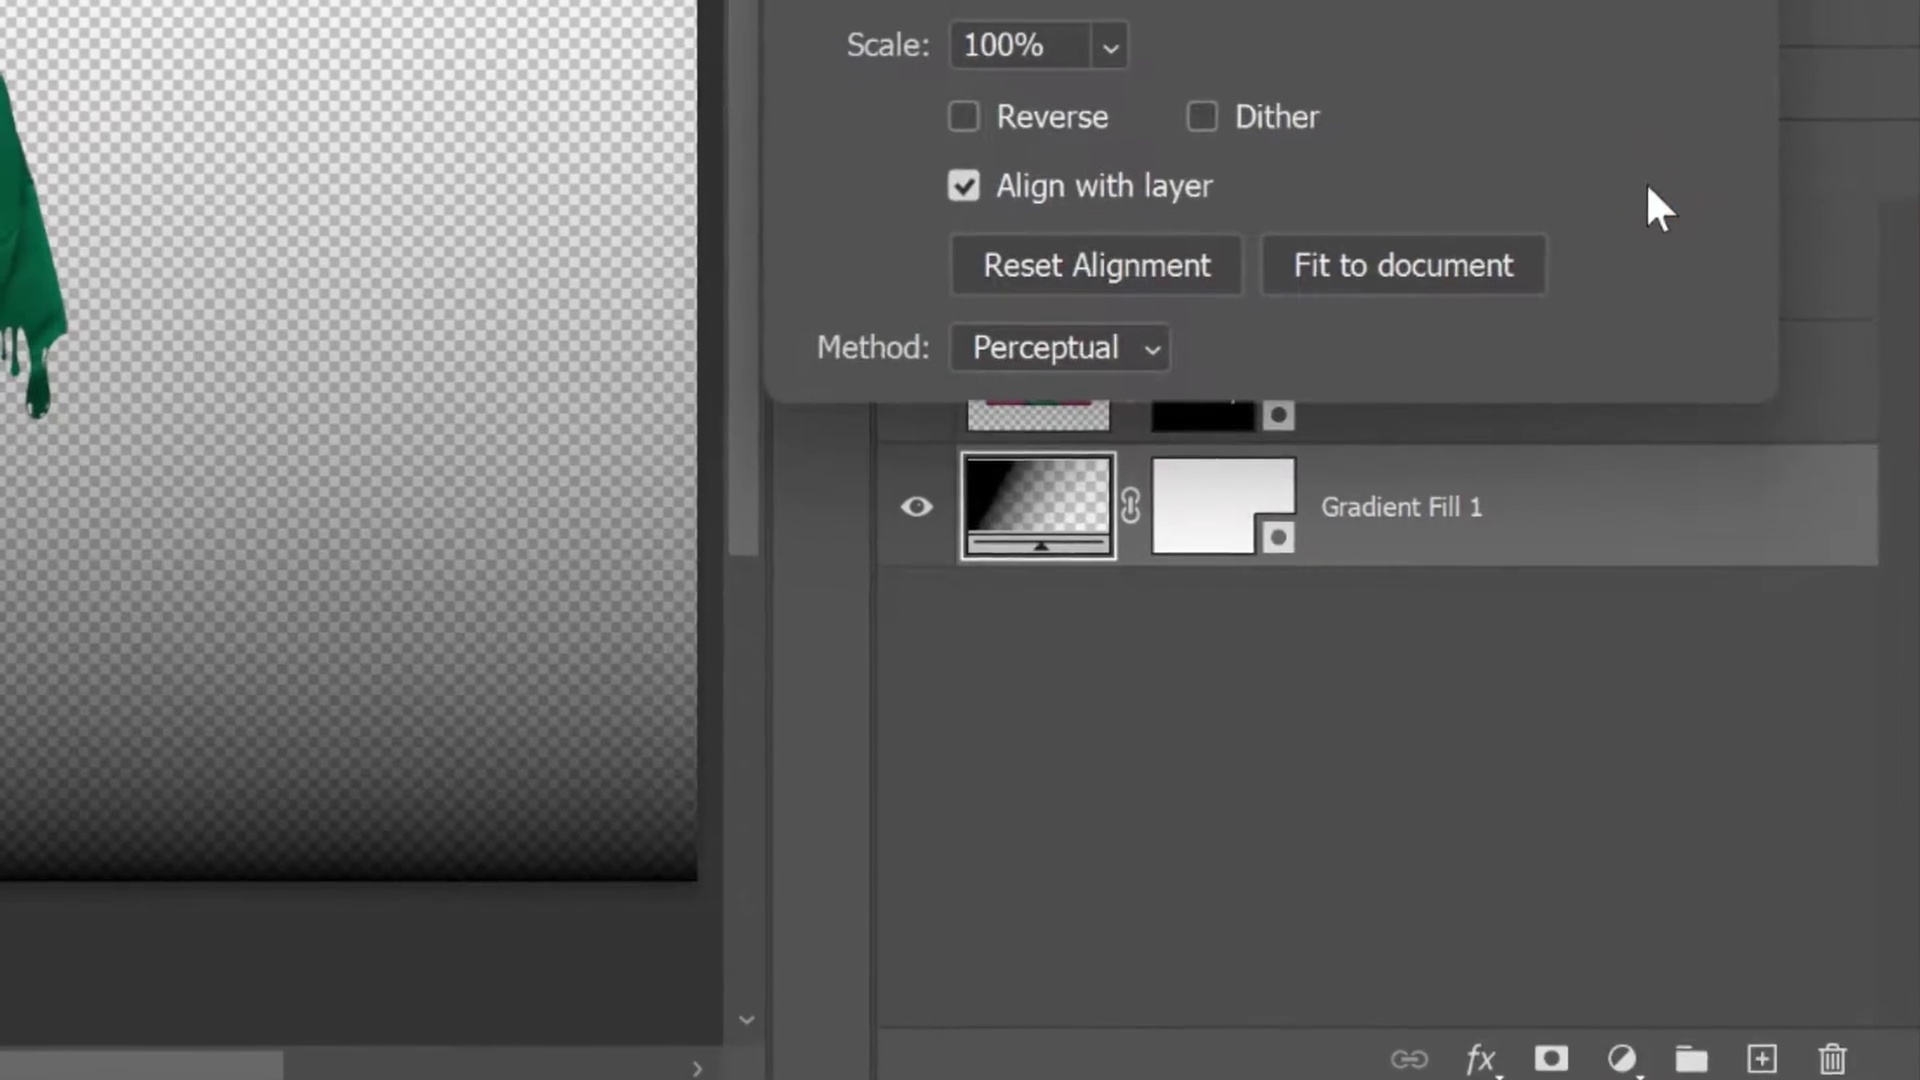 Scale: 100%
Reverse Dither
Align with layer
Reset Alignment Fit to document
Method: Perceptual
Gradient Fill 1
fx